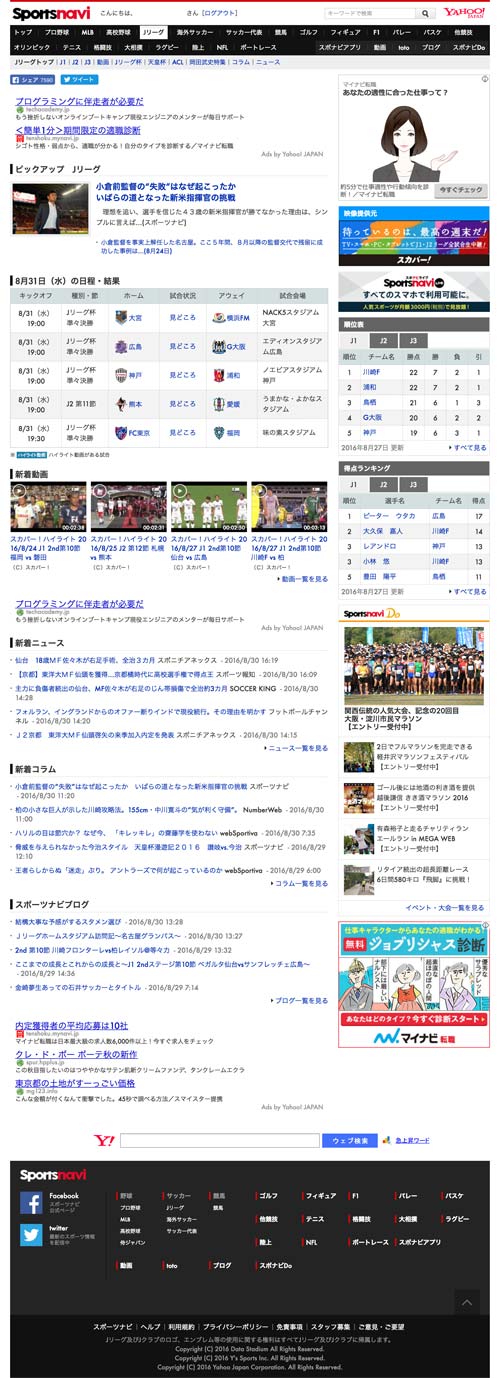 Sportsnavi
こんにちは、 さん [ログアウト]
キーワードで検索
YAHOO! JAPAN
トップ プロ野球 MLB 高校野球 Jリーグ 海外サッカー サッカー代表 競馬 ゴルフ フィギュア F1 バレー バスケ 他競技
オリンピック テニス 格闘技 大相撲 ラグビー 陸上 NFL ボートレース スポナビアプリ 動画 toto ブログ スポナビDo
Jリーグトップ | J1 | J2 | J3 | 動画 | Jリーグ杯 | 天皇杯 | ACL | 岡田武史特集 | コラム | ニュース
シェア 7590 ツイート
プログラミングに伴走者が必要だ
techacademy.jp
もう挫折しないオンラインブートキャンプ現役エンジニアのメンターが毎日サポート
<簡単1分>期間限定の適職診断
tenshoku.mynavi.jp
シゴト性格・弱点から、適職が分かる!自分のタイプを診断する/マイナビ転職
Ads by Yahoo! JAPAN
ピックアップ Jリーグ
小倉前監督の“失敗”はなぜ起こったか
いばらの道となった新米指揮官の挑戦
理想を追い、選手を信じた43歳の新米指揮官が勝てなかった理由は、シンプルに言えば…(スポーツナビ)
・小倉監督を事実上解任した名古屋。ここ5年間、8月以降の監督交代で残留に成功した事例は…(8月24日)
8月31日(水)の日程・結果
キックオフ 種別・節 ホーム 試合状況 アウェイ 試合会場
8/31 (水) 19:00 Jリーグ杯 準々決勝 大宮 見どころ 横浜FM NACK5スタジアム大宮
8/31 (水) 19:00 Jリーグ杯 準々決勝 広島 見どころ G大阪 エディオンスタジアム広島
8/31 (水) 19:00 Jリーグ杯 準々決勝 神戸 見どころ 浦和 ノエビアスタジアム神戸
8/31 (水) 19:00 J2 第11節 熊本 見どころ 愛媛 うまかな・よかなスタジアム
8/31 (水) 19:30 Jリーグ杯 準々決勝 FC東京 見どころ 福岡 味の素スタジアム
※ ハイライト動画 ハイライト動画がある試合
新着動画
00:02:38 00:02:31 00:02:50 00:03:13
スカパー!ハイライト 2016/8/24 J1 2nd第10節 福岡 vs 磐田
(C)スカパー!
スカパー!ハイライト 2016/8/25 J2 第12節 札幌 vs 熊本
(C)スカパー!
スカパー!ハイライト 2016/8/27 J1 2nd第10節 仙台 vs 広島
(C)スカパー!
スカパー!ハイライト 2016/8/27 J1 2nd第10節 川崎F vs 柏
(C)スカパー!
動画一覧を見る
プログラミングに伴走者が必要だ
techacademy.jp
もう挫折しないオンラインブートキャンプ現役エンジニアのメンターが毎日サポート
Ads by Yahoo! JAPAN
新着ニュース
仙台 18歳MF佐々木が右足手術、全治3カ月 スポニチアネックス - 2016/8/30 16:19
【京都】東洋大MF仙頭を獲得…京都橘時代に高校選手権で得点王 スポーツ報知 - 2016/8/30 16:09
主力に負傷者続出の仙台、MF佐々木が右足のじん帯損傷で全治約3カ月 SOCCER KING - 2016/8/30 14:28
フォルラン、イングランドからのオファー断りインドで現役続行。その理由を明かす フットボールチャンネル - 2016/8/30 14:20
J2京都 東洋大MF仙頭啓矢の来季加入内定を発表 スポニチアネックス - 2016/8/30 14:15
ニュース一覧を見る
新着コラム
小倉前監督の“失敗”はなぜ起こったか いばらの道となった新米指揮官の挑戦 スポーツナビ - 2016/8/30 11:20
柏の小さな巨人が示した川崎攻略法。155cm・中川寛斗の“気が利く守備”。 NumberWeb - 2016/8/30 11:00
ハリルの目は節穴か? なぜ今、「キレッキレ」の齋藤学を使わない webSportiva - 2016/8/30 7:35
脅威を与えられなかった今治スタイル 天皇杯漫遊記2016 讃岐vs.今治 スポーツナビ - 2016/8/29 12:10
王者らしからぬ「迷走」ぶり。 アントラーズで何が起こっているのか webSportiva - 2016/8/29 6:00
コラム一覧を見る
スポーツナビブログ
結構大事な予感がするスタメン選び - 2016/8/30 13:28
Jリーグホームスタジアム訪問記〜名古屋グランパス〜 - 2016/8/30 13:27
2nd 第10節 川崎フロンターレvs柏レイソル@等々力 - 2016/8/29 13:32
ここまでの成長とこれからの成長と〜J1 2ndステージ第10節 ベガルタ仙台vsサンフレッチェ広島〜 - 2016/8/29 14:36
金崎夢生あっての石井サッカーとタイトル - 2016/8/29 7:14
ブログ一覧を見る
内定獲得者の平均応募は10社
tenshoku.mynavi.jp
マイナビ転職は日本最大級の求人数6,000件以上!今すぐ求人をチェック
クレ・ド・ポー ボーテ秋の新作
spur.hpplus.jp
この秋目指したいのはつややかなサテン肌新クリームファンデ、タンクレームエクラ
東京都の土地がすーっごい価格
mg123.info
こんな金額が付くなんて衝撃でした。45秒で調べる方法/スマイスター提携
Ads by Yahoo! JAPAN
マイナビ転職
あなたの適性に合った仕事って?
約5分で仕事適性や行動傾向を診断!/マイナビ転職
今すぐチェック
映像提供元
待っているのは、最高の週末だ!
TV・スマホ・PC・タブレットでJ1・J2リーグ全試合生中継!
スカパー!
スポナビライブ
Sportsnavi LIVE
すべてのスマホで利用可能に。
人気スポーツが月額3000円(利引)で見放題!
順位表
J1 J2 J3
順位 チーム名 勝点 勝 負 引
1 川崎F 22 7 2 1
2 浦和 22 7 2 1
3 鳥栖 21 6 1 3
4 G大阪 20 6 2 2
5 神戸 19 6 3 1
2016年8月27日 更新 すべて見る
得点ランキング
J1 J2 J3
順位 選手名 チーム名 得点
1 ピーター ウタカ 広島 17
2 大久保 嘉人 川崎F 14
3 レアンドロ 神戸 13
3 小林 悠 川崎F 13
5 豊田 陽平 鳥栖 11
2016年8月27日 更新 すべて見る
Sportsnavi Do
関西伝統の人気大会、記念の20回目
大阪・淀川市民マラソン
【エントリー受付中】
2日でフルマラソンを完走できる
軽井沢マラソンフェスティバル
【エントリー受付中】
ゴール後には地酒の利き酒を提供
越後謙信 きき酒マラソン 2016
【エントリー受付中】
有森裕子と走るチャリティラン
エールラン in MEGA WEB
【エントリー受付中】
リタイア続出の超長距離レース
6日間580キロ『飛脚』に挑戦!
イベント・大会一覧を見る
仕事キャラクターからあなたの適職がわかる
無料 ジョブリシャス診断
部下には厳しいナルシスト
素直な起ぼけの人
優秀なサラブレッド
あなたはどのタイプ? 今すぐ診断スタート
マイナビ転職
Y! ウェブ検索 急上昇ワード
Sportsnavi
Facebook
スポーツナビ
公式ページ
twitter
最新のスポーツ情報
を配信中
野球 サッカー 競馬 ゴルフ フィギュア F1 バレー バスケ
プロ野球 Jリーグ 競馬
MLB 海外サッカー 他競技 テニス 格闘技 大相撲 ラグビー
高校野球 サッカー代表
侍ジャパン 陸上 NFL ボートレース スポナビアプリ
動画 toto ブログ スポナビDo
スポーツナビ | ヘルプ | 利用規約 | プライバシーポリシー | 免責事項 | スタッフ募集 | ご意見・ご要望
Jリーグ及びJクラブのロゴ、エンブレム等の使用に関する権利はすべてJリーグ及びJクラブに帰属します。
Copyright (C) 2016 Data Stadium All Rights Reserved.
Copyright (C) 2016 Y's Sports Inc. All Rights Reserved.
Copyright (C) 2016 Yahoo Japan Corporation. All Rights Reserved.